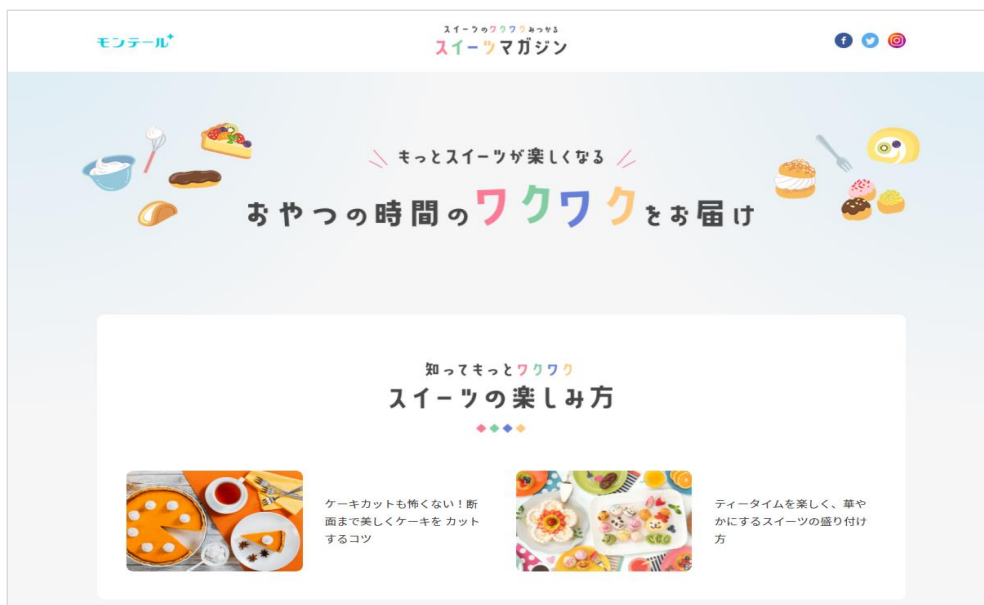 モンテール
スイーツのワクワクみつかる
スイーツマガジン
もっとスイーツが楽しくなる
おやつの時間のワクワクをお届け
知ってもっとワクワク
スイーツの楽しみ方
ケーキカットも怖くない！断
面まで美しくケーキを カット
するコツ
ティータイムを楽しく、華や
かにするスイーツの盛り付け
方